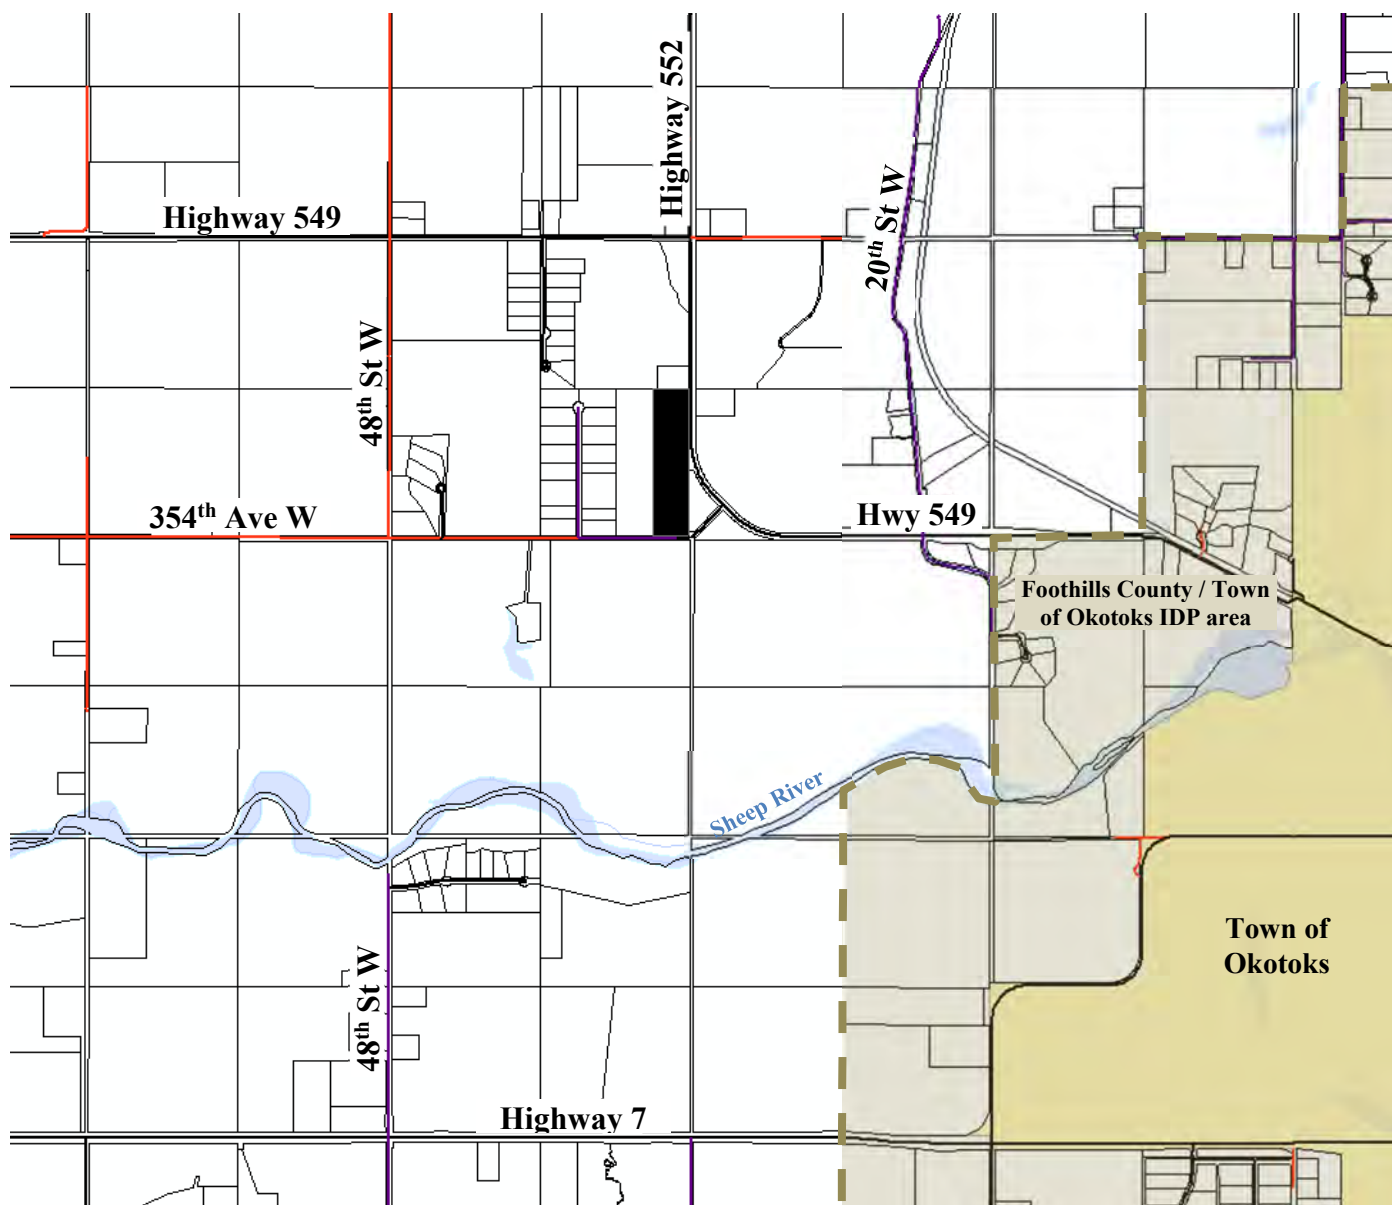 Highway 552
Highway 549
20th St W
48th St W
354th Ave W
Hwy 549
Foothills County / Town
of Okotoks IDP area
Sheep River
Town of
Okotoks
48th St W
Highway 7